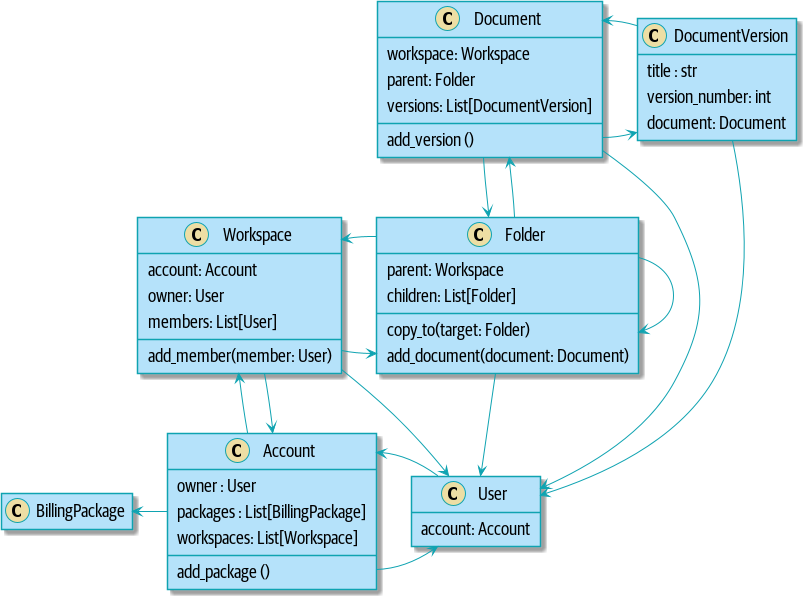 C Document
workspace: Workspace
parent: Folder
versions: List[DocumentVersion]
add_version ()
C DocumentVersion
title : str
version_number: int
document: Document
C Workspace
account: Account
owner: User
members: List[User]
add_member(member: User)
C Folder
parent: Workspace
children: List[Folder]
copy_to(target: Folder)
add_document(document: Document)
C Account
owner : User
packages : List[BillingPackage]
workspaces: List[Workspace]
add_package ()
C User
account: Account
C BillingPackage